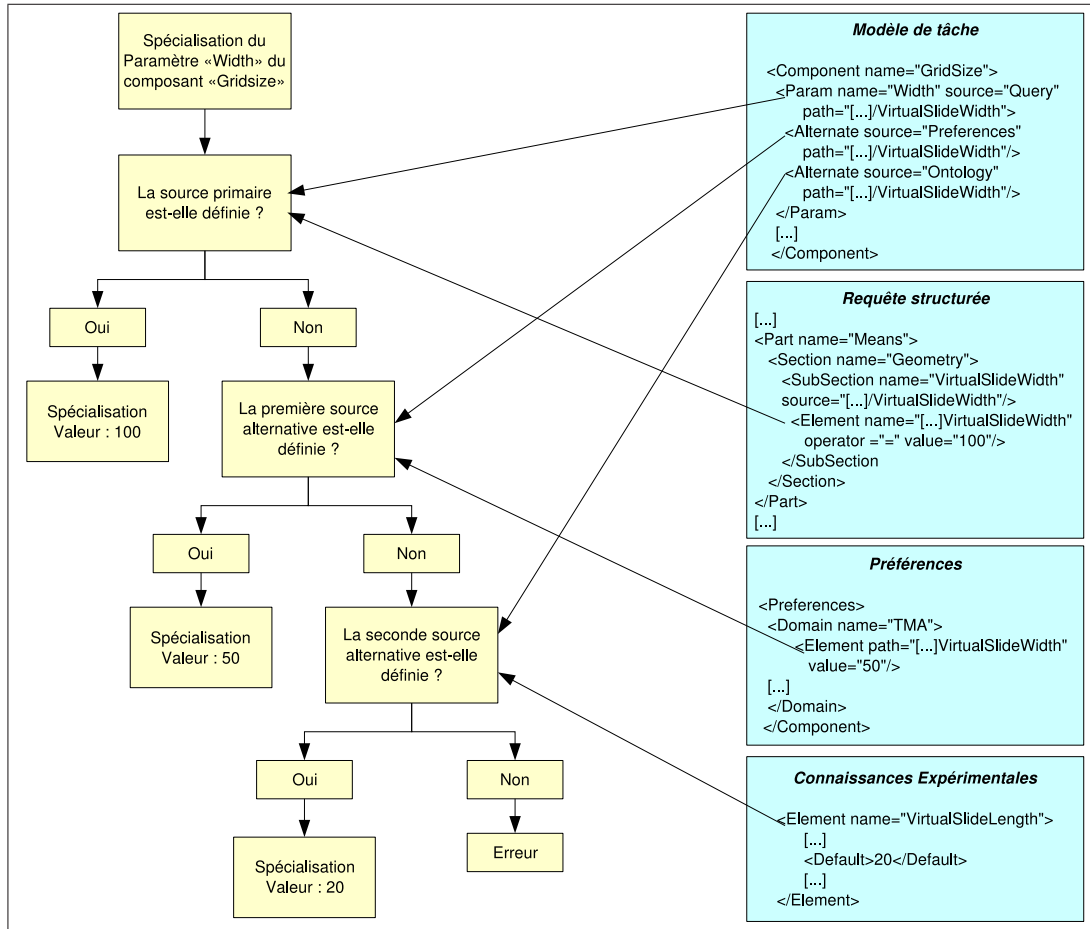 Spécialisation du
Paramètre «Width» du
composant «Gridsize»
La source primaire
est-elle définie ?
Oui
Non
Spécialisation
Valeur : 100
La première source
alternative est-elle
définie ?
Oui
Non
Spécialisation
Valeur : 50
La seconde source
alternative est-elle
définie ?
Oui
Non
Spécialisation
Valeur : 20
Erreur
Modèle de tâche
<Component name="GridSize">
<Param name="Width" source="Query"
path="[...]/VirtualSlideWidth">
<Alternate source="Preferences"
path="[...]/VirtualSlideWidth"/>
<Alternate source="Ontology"
path="[...]/VirtualSlideWidth"/>
</Param>
[...]
</Component>
Requête structurée
[...]
<Part name="Means">
<Section name="Geometry">
<SubSection name="VirtualSlideWidth"
source="[...]/VirtualSlideWidth"/>
<Element name="[...]VirtualSlideWidth"
operator ="=" value="100"/>
</SubSection
</Section>
</Part>
[...]
Préférences
<Preferences>
<Domain name="TMA">
<Element path="[...]VirtualSlideWidth"
value="50"/>
[...]
</Domain>
</Component>
Connaissances Expérimentales
<Element name="VirtualSlideLength">
[...]
<Default>20</Default>
[...]
</Element>